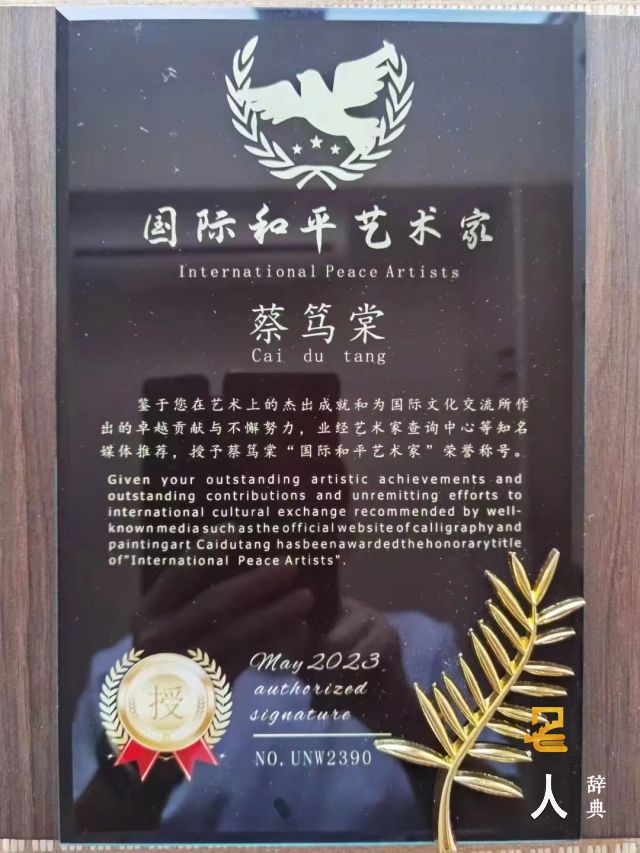 国际和平艺术家
International Peace Artists
蔡笃棠
Cai du tang
鉴于您在艺术上的杰出成就和为国际文化交流所作
出的卓越贡献与不懈努力，业经艺术家查询中心等知名
媒体推荐，授予蔡笃棠“国际和平艺术家”荣誉称号。
Given your outstanding artistic achievements and
outstanding contributions and unremitting efforts to
international cultural exchange recommended by well-
known media such as the official website of calligraphy and
painting art Caidutang has been awarded the honorary title
of"International Peace Artists".
授
May 2023
authorized
signature
NO.UNW2390
名
人
辞典